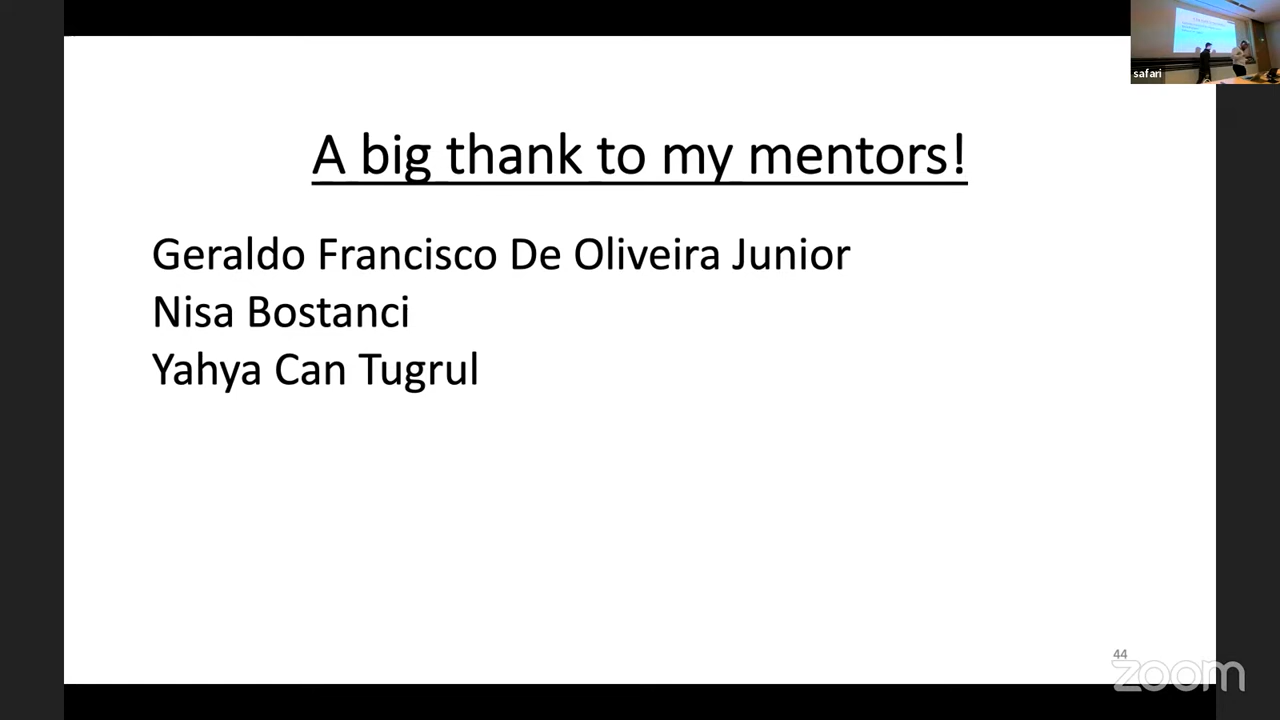 safari
A big thank to my mentors!
Geraldo Francisco De Oliveira Junior
Nisa Bostanci
Yahya Can Tugrul
44
zoom